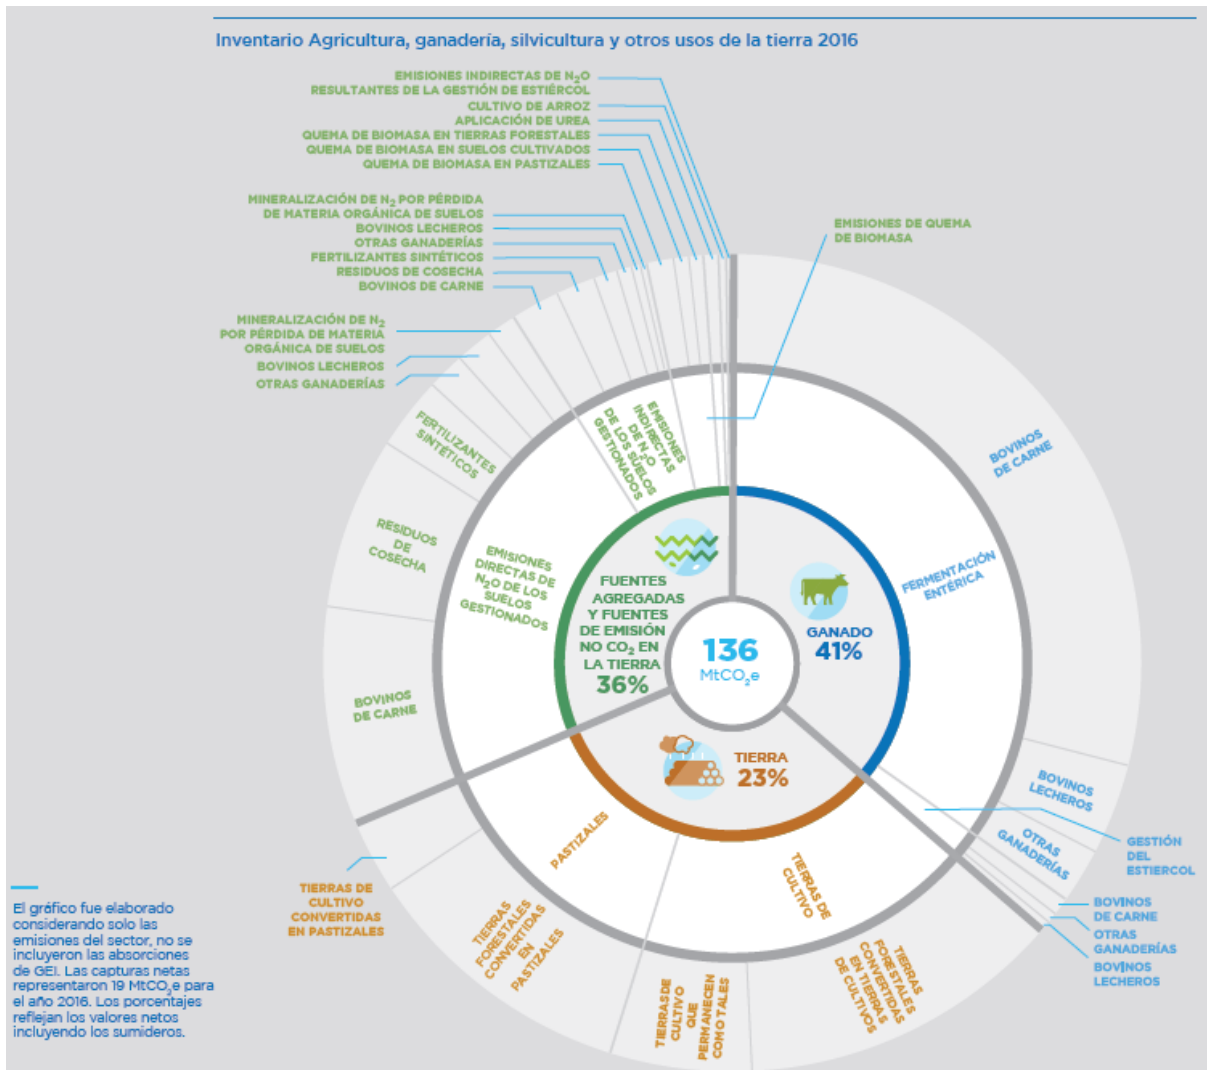 Inventario Agricultura, ganadería, silvicultura y otros usos de la tierra 2016
EMISIONES INDIRECTAS DE N₂O
RESULTANTES DE LA GESTIÓN DE ESTIÉRCOL
CULTIVO DE ARROZ
APLICACIÓN DE UREA
QUEMA DE BIOMASA EN TIERRAS FORESTALES
QUEMA DE BIOMASA EN SUELOS CULTIVADOS
QUEMA DE BIOMASA EN PASTIZALES
MINERALIZACIÓN DE N₂ POR PÉRDIDA
DE MATERIA ORGÁNICA DE SUELOS
BOVINOS LECHEROS
OTRAS GANADERÍAS
FERTILIZANTES SINTÉTICOS
RESIDUOS DE COSECHA
BOVINOS DE CARNE
MINERALIZACIÓN DE N₂
POR PÉRDIDA DE MATERIA
ORGÁNICA DE SUELOS
BOVINOS LECHEROS
OTRAS GANADERÍAS
EMISIONES DE QUEMA
DE BIOMASA
FERTILIZANTES
SINTÉTICOS
RESIDUOS
DE
COSECHA
BOVINOS
DE CARNE
EMISIONES
INDIRECTAS
DE N₂O
DE LOS SUELOS
GESTIONADOS
EMISIONES
DIRECTAS DE
N₂O DE LOS
SUELOS
GESTIONADOS
FUENTES
AGREGADAS
Y FUENTES
DE EMISIÓN
NO CO₂ EN
LA TIERRA
36%
136
MtCO₂e
GANADO
41%
TIERRA
23%
BOVINOS
DE CARNE
FERMENTACIÓN
ENTÉRICA
BOVINOS
LECHEROS
OTRAS
GANADERÍAS
GESTIÓN
DEL
ESTIERCOL
BOVINOS
DE CARNE
OTRAS
GANADERÍAS
BOVINOS
LECHEROS
PASTIZALES
TIERRAS DE
CULTIVO
TIERRAS DE
CULTIVO
CONVERTIDAS
EN PASTIZALES
TIERRAS
FORESTALES
CONVERTIDAS
EN
PASTIZALES
TIERRAS DE
CULTIVO
QUE
PERMANECEN
COMO TALES
TIERRAS
FORESTALES
CONVERTIDAS
EN TIERRAS
DE CULTIVOS
El gráfico fue elaborado
considerando solo las
emisiones del sector, no se
incluyeron las absorciones
de GEI. Las capturas netas
representaron 19 MtCO₂e para
el año 2016. Los porcentajes
reflejan los valores netos
incluyendo los sumideros.